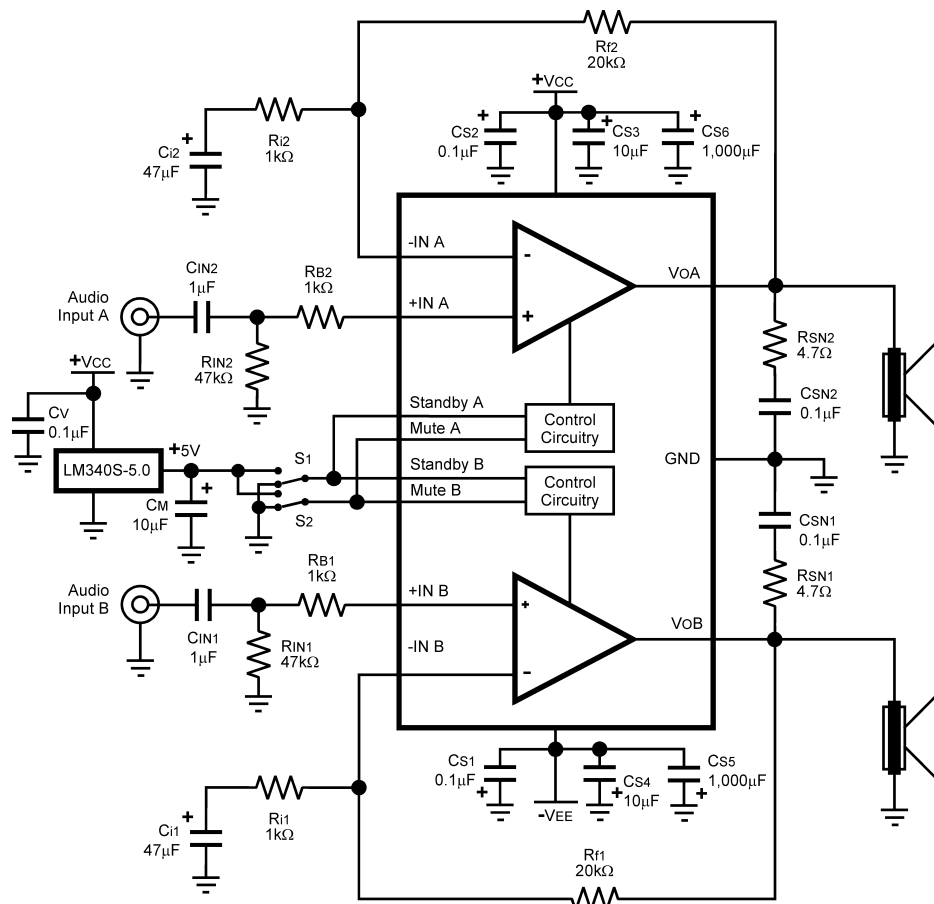 Rf2
20kΩ
+VCC
CS2
0.1μF
+
CS3
10μF
+
CS6
1,000μF
+
Ri2
1kΩ
+
Ci2
47μF
-IN A
-
VOA
Audio
Input A
CIN2
1μF
RB2
1kΩ
+IN A
+
RIN2
47kΩ
RSN2
4.7Ω
CSN2
0.1μF
+VCC
CV
0.1μF
LM340S-5.0
+5V
+
CM
10μF
S1
S2
Standby A
Mute A
Control
Circuitry
Standby B
Mute B
Control
Circuitry
GND
CSN1
0.1μF
RSN1
4.7Ω
Audio
Input B
CIN1
1μF
RB1
1kΩ
RIN1
47kΩ
+IN B
+
-IN B
-
VOB
CS1
0.1μF
+
-VEE
CS4
+10μF
CS5
1,000μF
+
Ri1
1kΩ
+
Ci1
47μF
Rf1
20kΩ